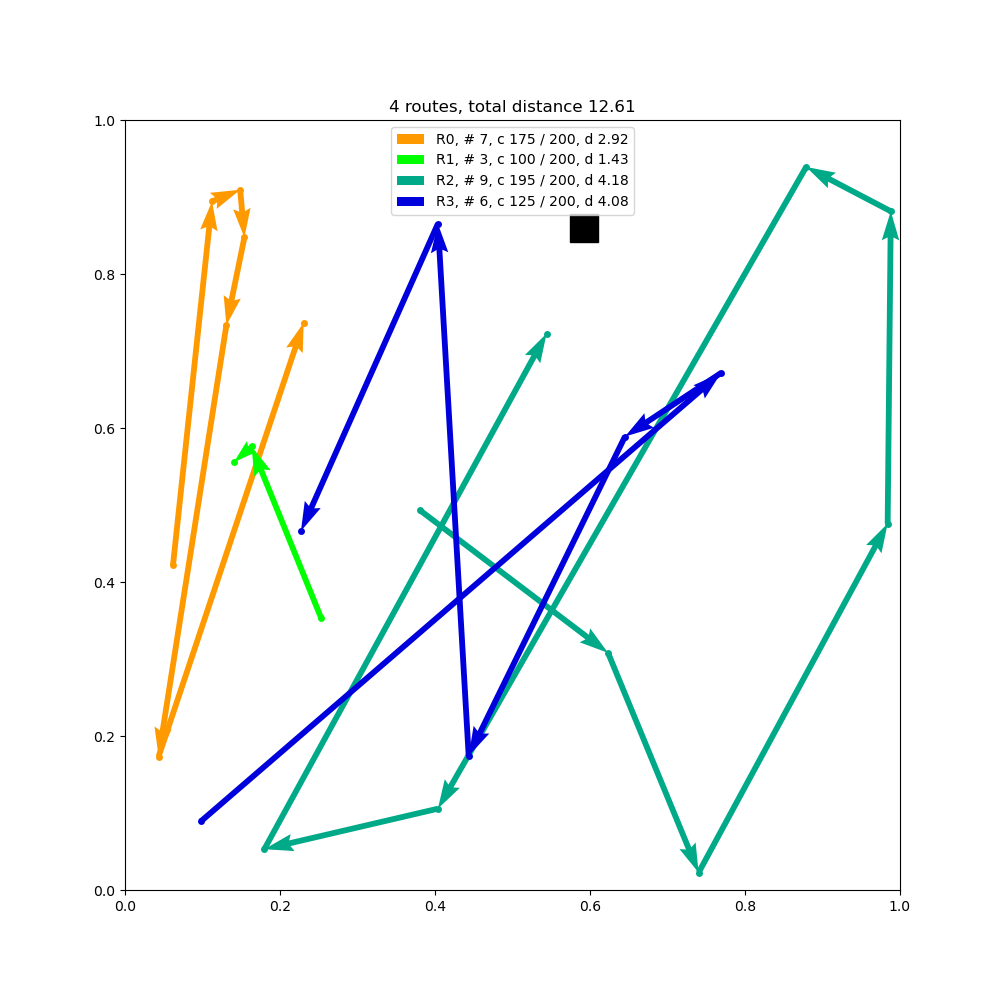 4 routes, total distance 12.61
R0, # 7, c 175 / 200, d 2.92
R1, # 3, c 100 / 200, d 1.43
R2, # 9, c 195 / 200, d 4.18
R3, # 6, c 125 / 200, d 4.08
1.0
0.8
0.6
0.4
0.2
0.0
0.0 0.2 0.4 0.6 0.8 1.0